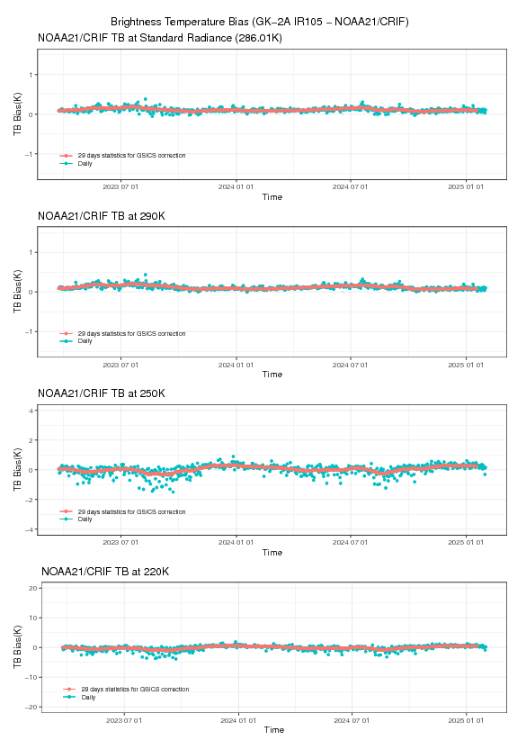 Brightness Temperature Bias (GK−2A IR105 − NOAA21/CRIF)
NOAA21/CRIF TB at Standard Radiance (286.01K)
TB Bias(K)
1
0
−1
29 days statistics for GSICS correction
Daily
2023 07 01
2024 01 01
2024 07 01
2025 01 01
Time
NOAA21/CRIF TB at 290K
TB Bias(K)
1
0
−1
29 days statistics for GSICS correction
Daily
2023 07 01
2024 01 01
2024 07 01
2025 01 01
Time
NOAA21/CRIF TB at 250K
TB Bias(K)
4
2
0
−2
−4
29 days statistics for GSICS correction
Daily
2023 07 01
2024 01 01
2024 07 01
2025 01 01
Time
NOAA21/CRIF TB at 220K
TB Bias(K)
20
10
0
−10
−20
29 days statistics for GSICS correction
Daily
2023 07 01
2024 01 01
2024 07 01
2025 01 01
Time